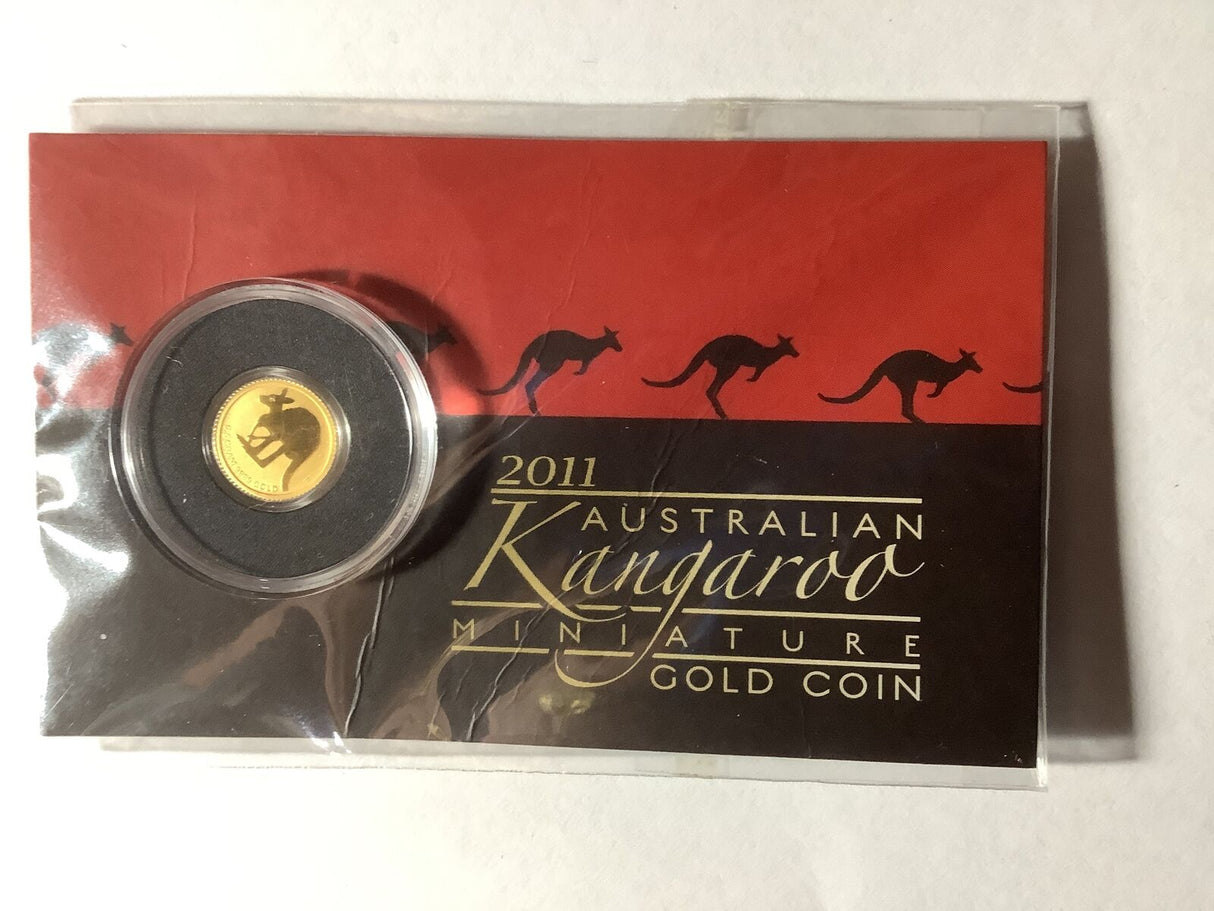 2011
AUSTRALIAN
Kangaroo
MINIATURE
GOLD COIN